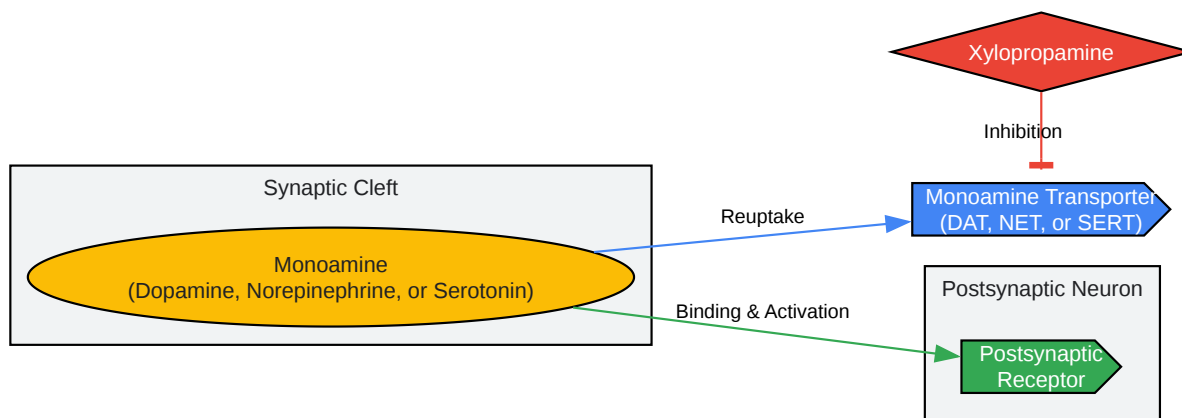 Xylopropamine
Inhibition
Synaptic Cleft
Monoamine Transporter
(DAT, NET, or SERT)
Reuptake
Monoamine
(Dopamine, Norepinephrine, or Serotonin)
Postsynaptic Neuron
Binding & Activation
Postsynaptic
Receptor